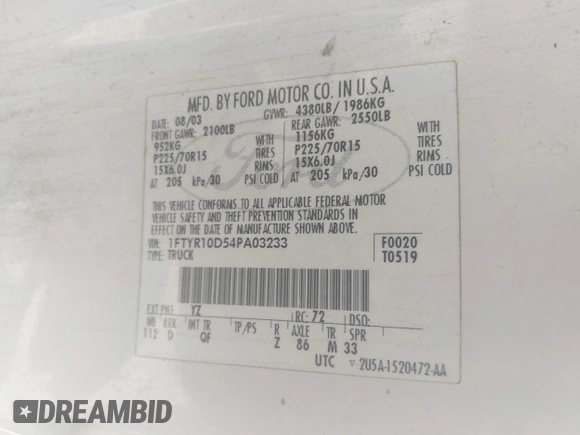 MFD. BY FORD MOTOR CO. IN U.S.A.
DATE: 08/03 GVWR: 4380LB/ 1986KG
FRONT GAWR: 2100LB REAR GAWR: 2550LB
952KG WITH 1156KG WITH
P225/70R15 TIRES P225/70R15 TIRES
15X6.0J RIMS 15X6.0J RIMS
AT 205 kPa/30 PSI COLD AT 205 kPa/30 PSI COLD
THIS VEHICLE CONFORMS TO ALL APPLICABLE FEDERAL MOTOR
VEHICLE SAFETY AND THEFT PREVENTION STANDARDS IN
EFFECT ON THE DATE OF MANUFACTURE SHOWN ABOVE.
VIN: 1FTYR10D54PA03233 F0020
TYPE: TRUCK T0519
EXT PNT: YZ RC: 72 DSO:
WB BRK INT TR TP/PS R AXLE TR SPR
112 D QF Z 86 M 33
UTC ▽ 2U5A-1520472-AA
Ford
DREAMBID